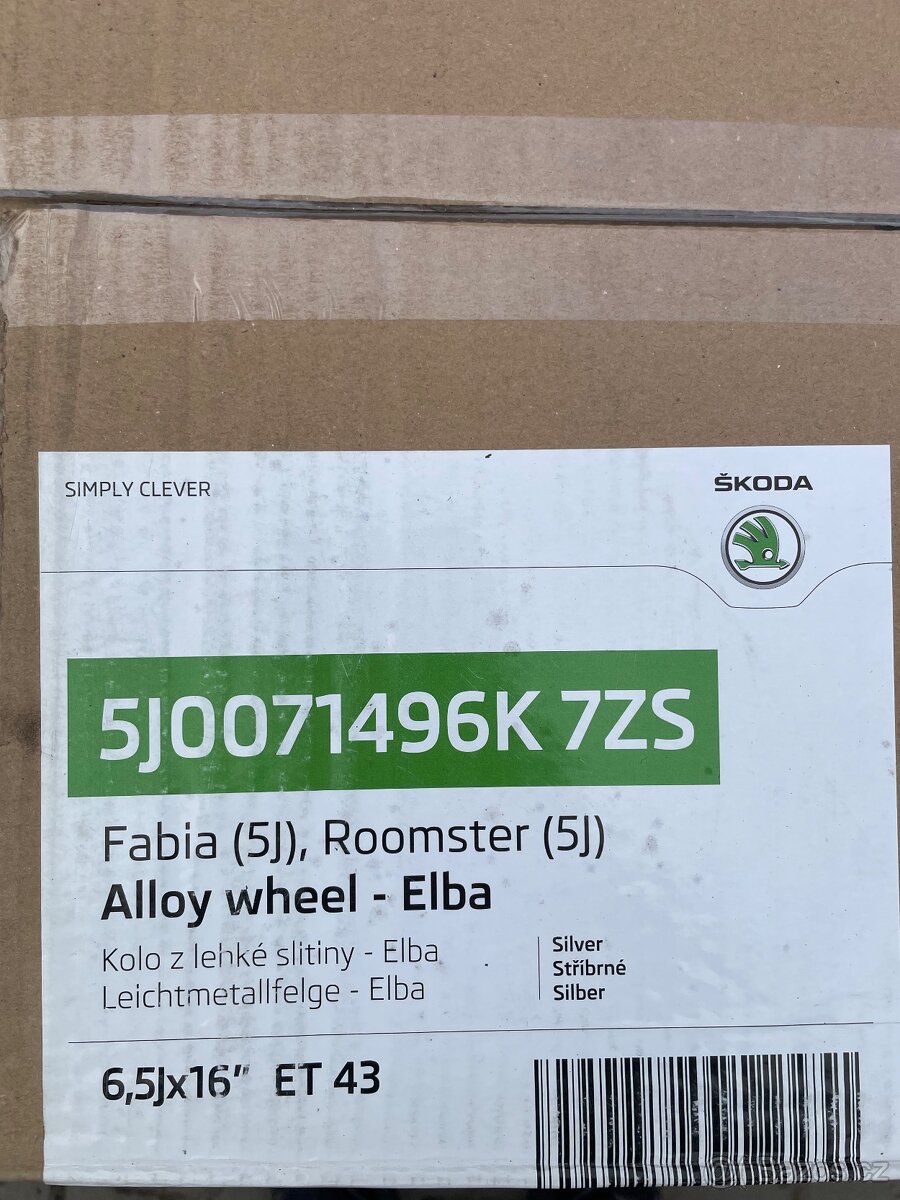 SIMPLY CLEVER
ŠKODA
5J0071496K 7ZS
Fabia (5J), Roomster (5J)
Alloy wheel - Elba
Kolo z lehké slitiny - Elba
Leichtmetallfelge - Elba
Silver
Stříbrné
Silber
6,5Jx16" ET 43